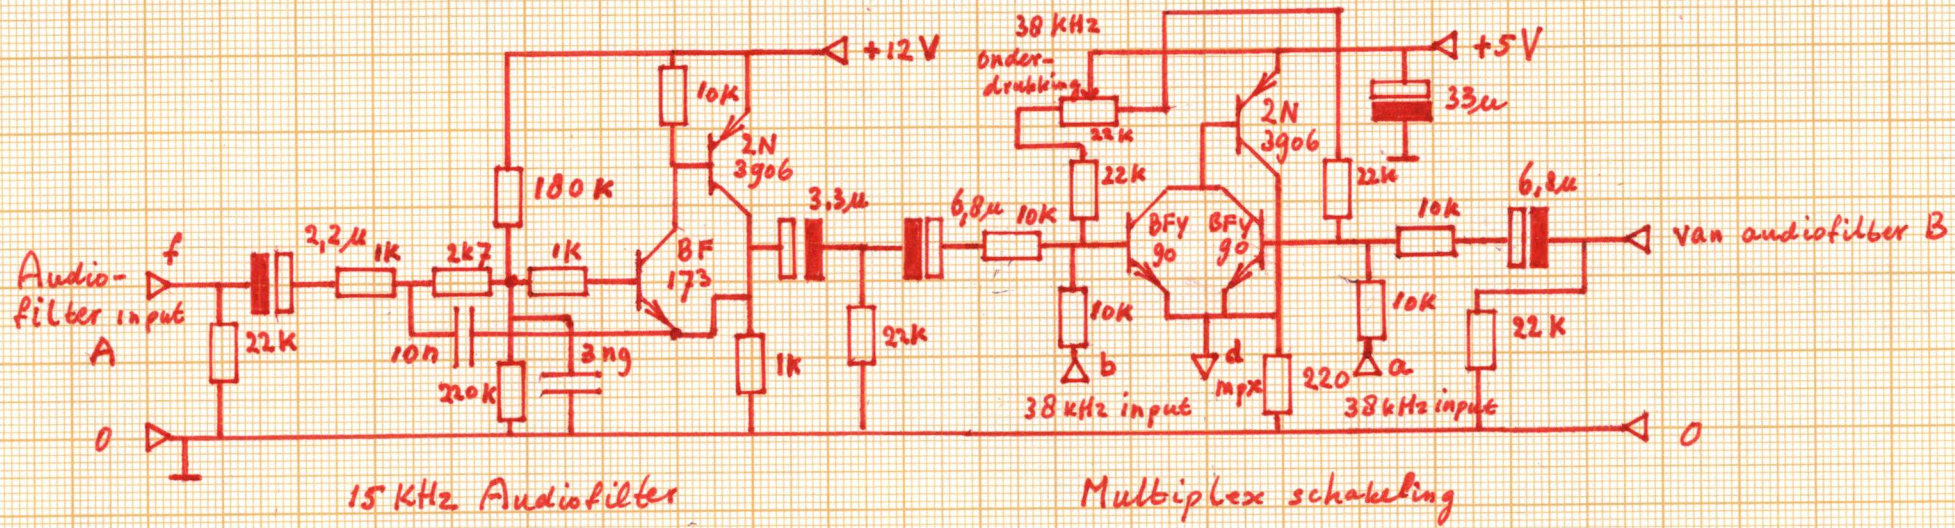 38 KHz
onder-
drukking
+12V
+5V
10K
2N
3906
22K
2N
3906
33µ
180K
22K
22K
6,8µ
3,3µ
6,8µ
10K
10K
f
2,2µ
1K
2K7
1K
BF
173
BFY
90
BFY
90
van audiofilter B
Audio-
filter input
A
22K
10n
220K
3n9
1K
22K
10K
b
38 kHz input
d
mpx
220
10K
a
38 kHz input
22K
0
0
15 KHz Audiofilter
Multiplex schakeling